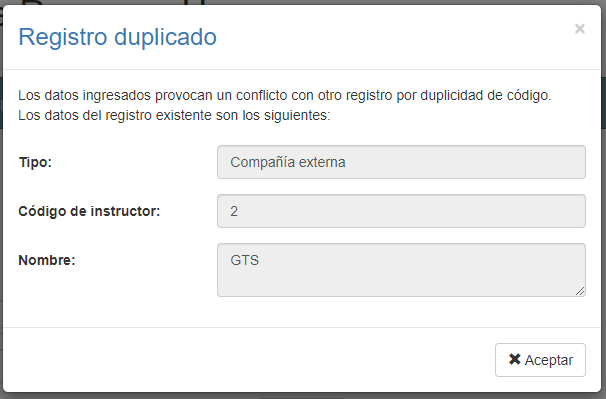 Registro duplicado
×
Los datos ingresados provocan un conflicto con otro registro por duplicidad de código.
Los datos del registro existente son los siguientes:
Tipo: Compañía externa
Código de instructor: 2
Nombre: GTS
✖ Aceptar